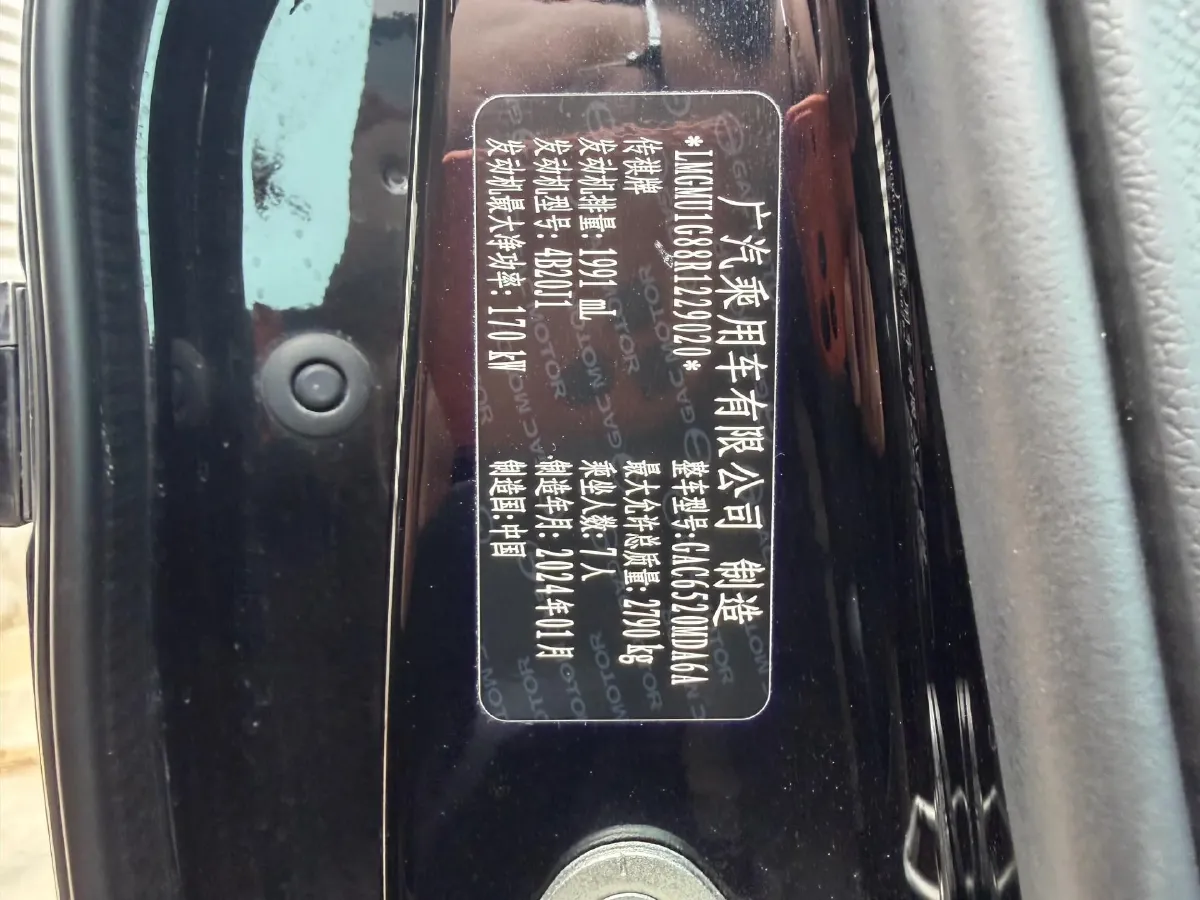 广汽乘用车有限公司 制造
*LMGMU1G88R1229020* 整车型号:GAC6520MDA6A
传祺牌 最大允许总质量:2790kg
发动机排量:1991 mL 乘坐人数:7人
发动机型号:4B20J1 制造年月:2024年01月
发动机最大净功率:170 kW 制造国:中国
GAC MOTOR